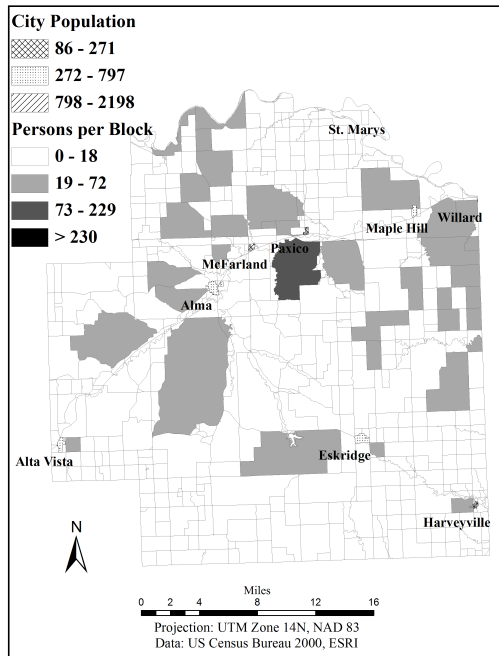 City Population
86 - 271
272 - 797
798 - 2198
Persons per Block
0 - 18
19 - 72
73 - 229
> 230
St. Marys
Willard
Maple Hill
Paxico
McFarland
Alma
Alta Vista
Eskridge
Harveyville
N
Miles
0 2 4 8 12 16
Projection: UTM Zone 14N, NAD 83
Data: US Census Bureau 2000, ESRI